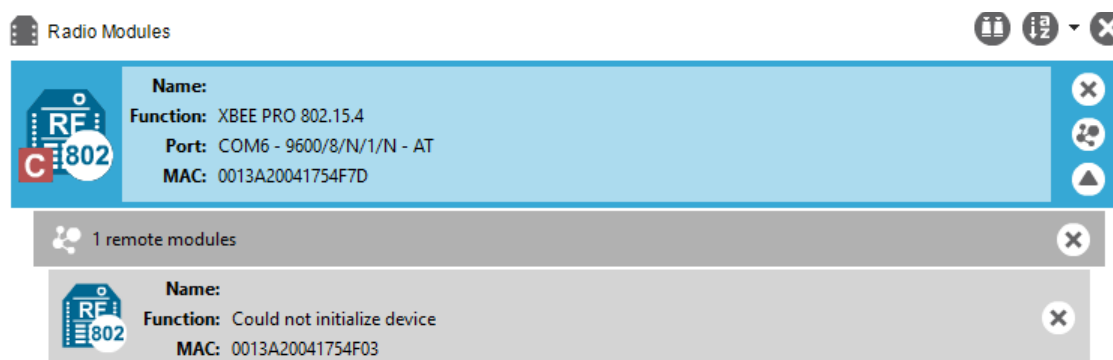 Radio Modules
Name:
Function: XBEE PRO 802.15.4
Port: COM6 - 9600/8/N/1/N - AT
MAC: 0013A20041754F7D
RF
802
C
1 remote modules
Name:
Function: Could not initialize device
MAC: 0013A20041754F03
RF
802